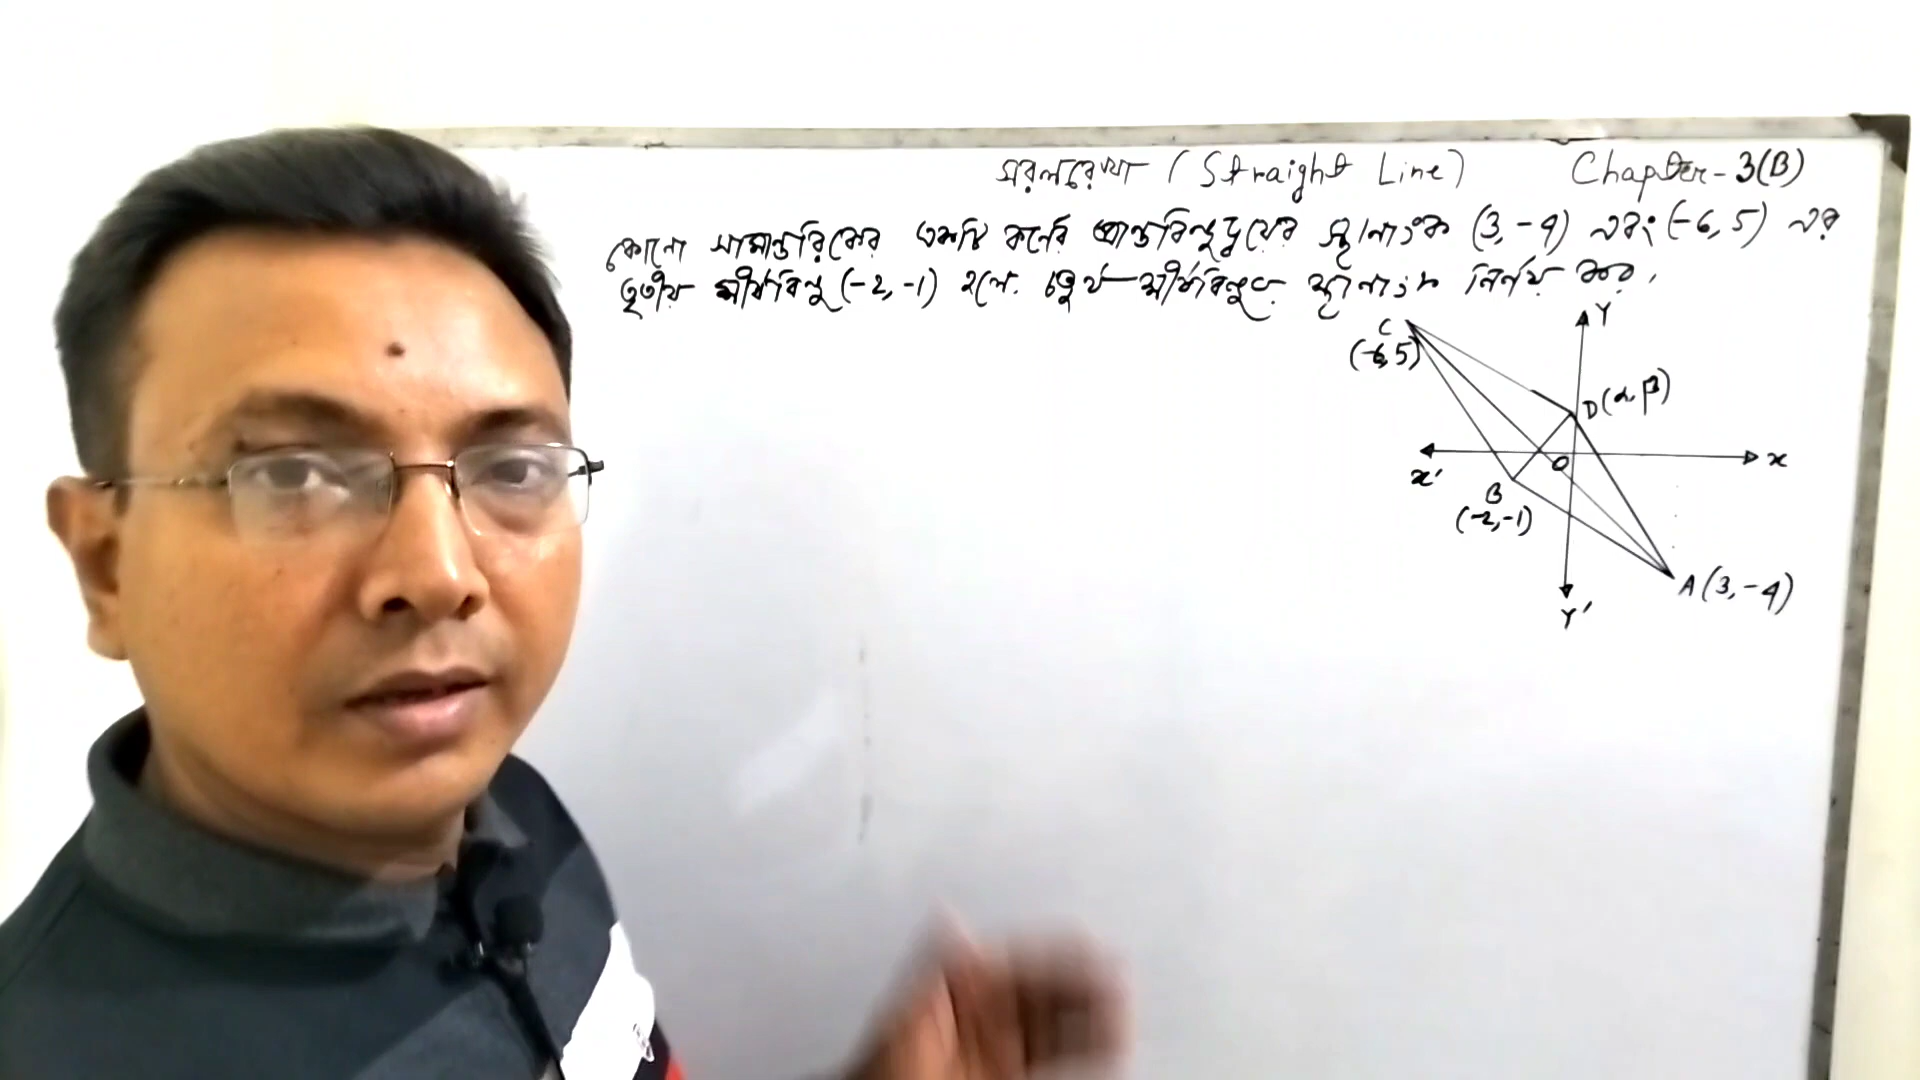 সরলরেখা (Straight Line) Chapter-3(B)
কোনো সামান্তরিকের একটি কর্ণের প্রান্তবিন্দুদ্বয়ের স্থানাংক (3, -4) এবং (-6, 5) এর
তৃতীয় শীর্ষবিন্দু (-2, -1) হলে. চতুর্থ শীর্ষবিন্দুর স্থানাংক নির্ণয় কর,
Y
C
(-6, 5)
D(α, β)
X' O X
B
(-2, -1)
A(3, -4)
Y'